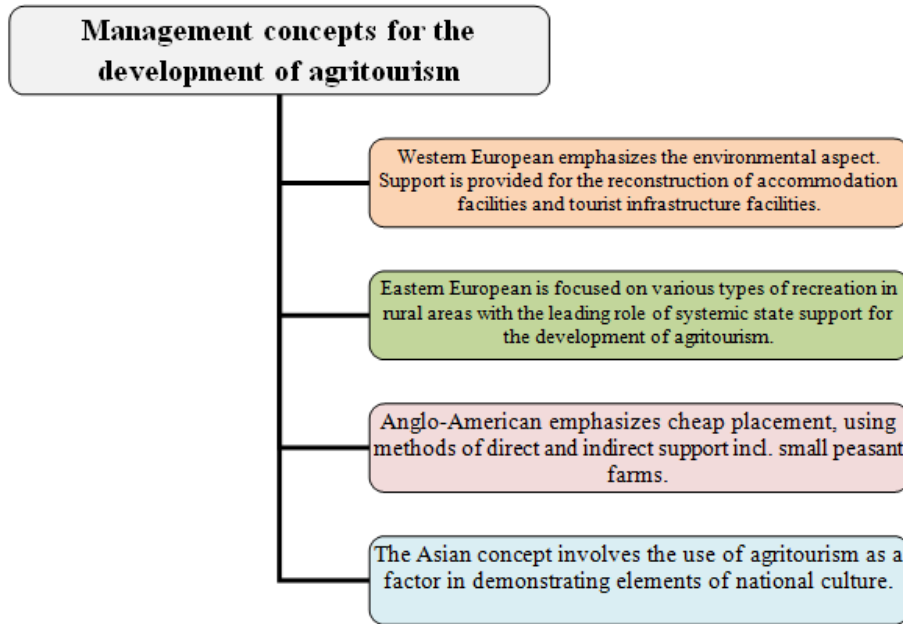 Management concepts for the
development of agritourism
Western European emphasizes the environmental aspect.
Support is provided for the reconstruction of accommodation
facilities and tourist infrastructure facilities.
Eastern European is focused on various types of recreation in
rural areas with the leading role of systemic state support for
the development of agritourism.
Anglo-American emphasizes cheap placement, using
methods of direct and indirect support incl. small peasant
farms.
The Asian concept involves the use of agritourism as a
factor in demonstrating elements of national culture.